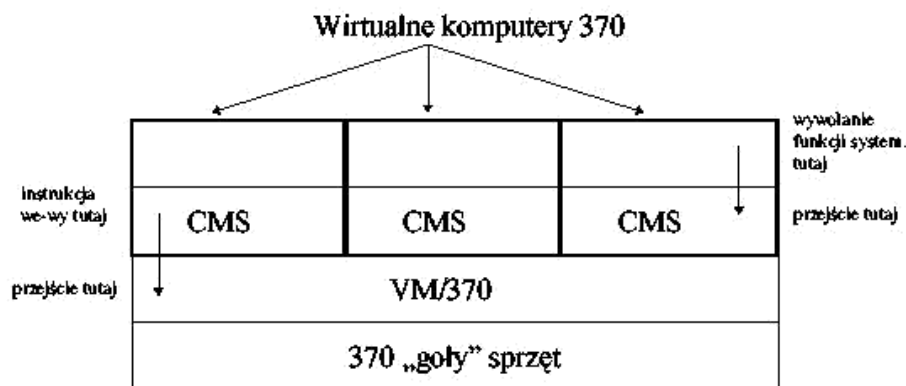 Wirtualne komputery 370
wywołanie
funkcji system.
tutaj
instrukcja
we-wy tutaj
CMS
CMS
CMS
przejście tutaj
przejście tutaj
VM/370
370 „goły” sprzęt